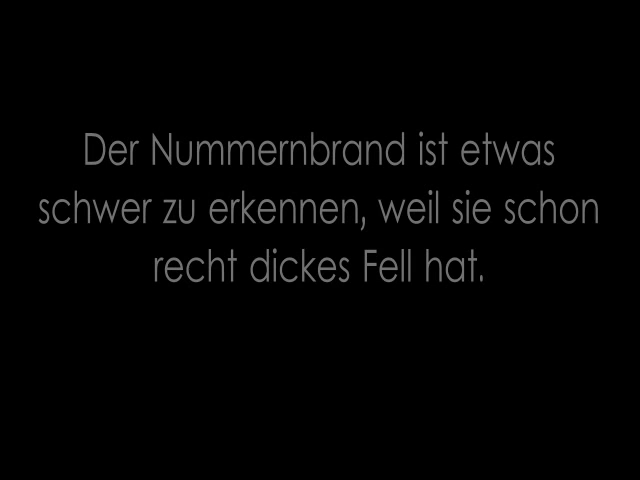 Der Nummernbrand ist etwas
schwer zu erkennen, weil sie schon
recht dickes Fell hat.